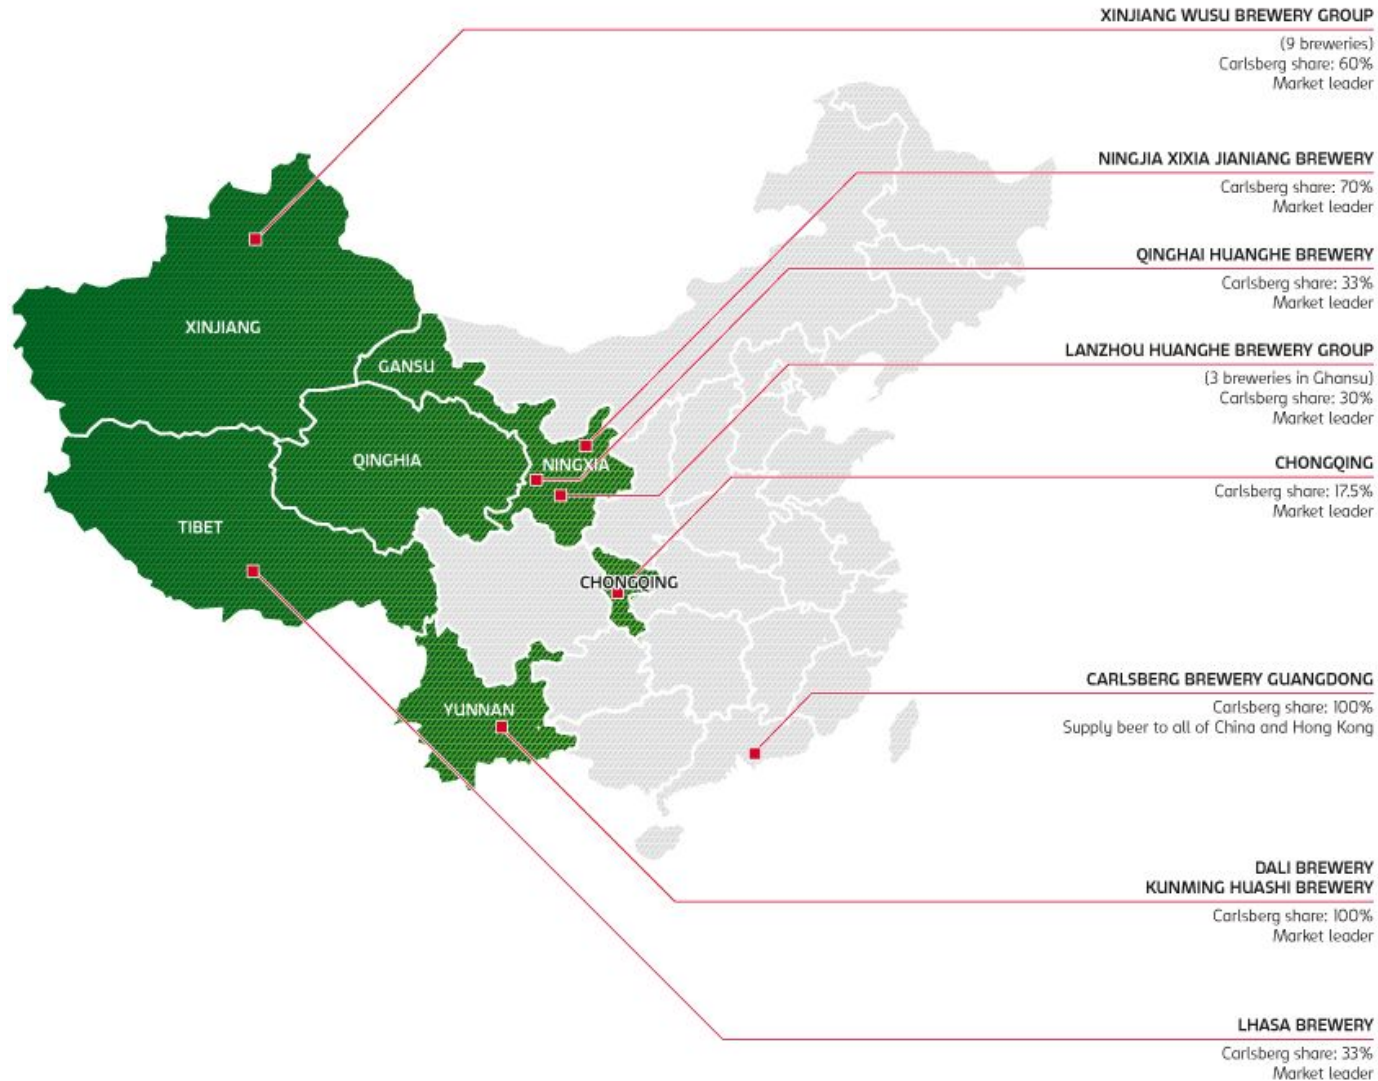 XINJIANG WUSU BREWERY GROUP
(9 breweries)
Carlsberg share: 60%
Market leader
NINGJIA XIXIA JIANIANG BREWERY
Carlsberg share: 70%
Market leader
QINGHAI HUANGHE BREWERY
Carlsberg share: 33%
Market leader
LANZHOU HUANGHE BREWERY GROUP
(3 breweries in Ghansu)
Carlsberg share: 30%
Market leader
CHONGQING
Carlsberg share: 17.5%
Market leader
CARLSBERG BREWERY GUANGDONG
Carlsberg share: 100%
Supply beer to all of China and Hong Kong
DALI BREWERY
KUNMING HUASHI BREWERY
Carlsberg share: 100%
Market leader
LHASA BREWERY
Carlsberg share: 33%
Market leader
XINJIANG
GANSU
QINGHIA
NINGXIA
TIBET
CHONGQING
YUNNAN